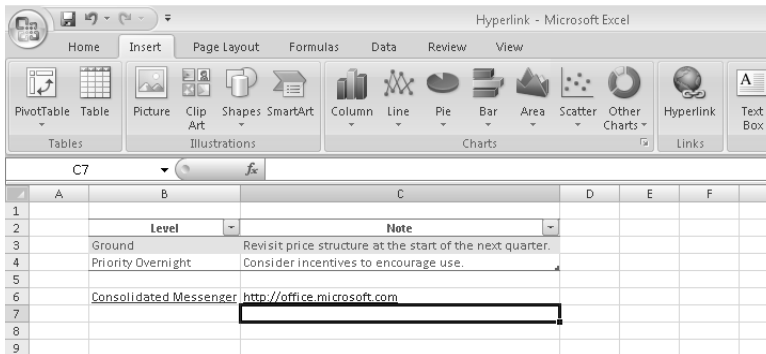 Hyperlink - Microsoft Excel
Home Insert Page Layout Formulas Data Review View
PivotTable Table Picture Clip Art Shapes SmartArt Column Line Pie Bar Area Scatter Other Charts Hyperlink Text Box
Tables Illustrations Charts Links
C7 fx
A B C D E F
1
2 Level Note
3 Ground Revisit price structure at the start of the next quarter.
4 Priority Overnight Consider incentives to encourage use.
5
6 Consolidated Messenger http://office.microsoft.com
7
8
9